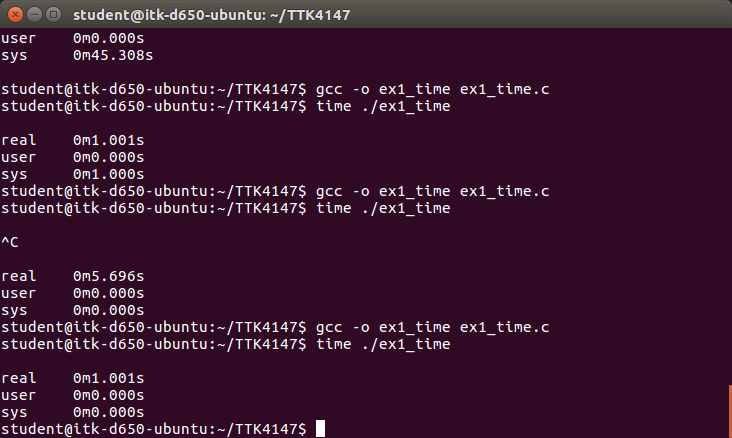 student@itk-d650-ubuntu: ~/TTK4147
user    0m0.000s
sys     0m45.308s
student@itk-d650-ubuntu:~/TTK4147$ gcc -o ex1_time ex1_time.c
student@itk-d650-ubuntu:~/TTK4147$ time ./ex1_time
real    0m1.001s
user    0m0.000s
sys     0m1.000s
student@itk-d650-ubuntu:~/TTK4147$ gcc -o ex1_time ex1_time.c
student@itk-d650-ubuntu:~/TTK4147$ time ./ex1_time
^C
real    0m5.696s
user    0m0.000s
sys     0m0.000s
student@itk-d650-ubuntu:~/TTK4147$ gcc -o ex1_time ex1_time.c
student@itk-d650-ubuntu:~/TTK4147$ time ./ex1_time
real    0m1.001s
user    0m0.000s
sys     0m0.000s
student@itk-d650-ubuntu:~/TTK4147$